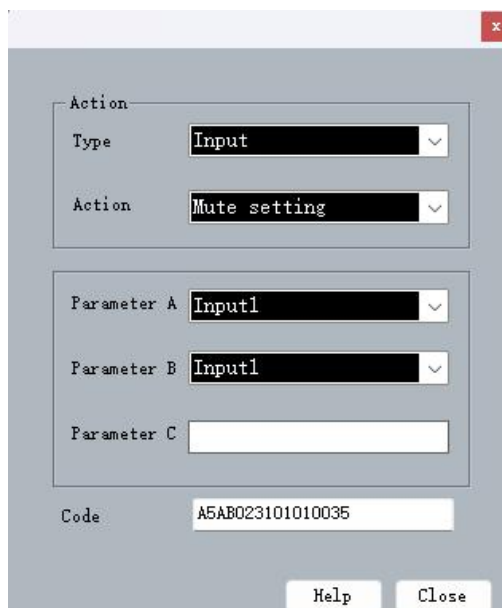 x
Action
Type Input
Action Mute setting
Parameter A Input1
Parameter B Input1
Parameter C
Code A5AB023101010035
Help Close